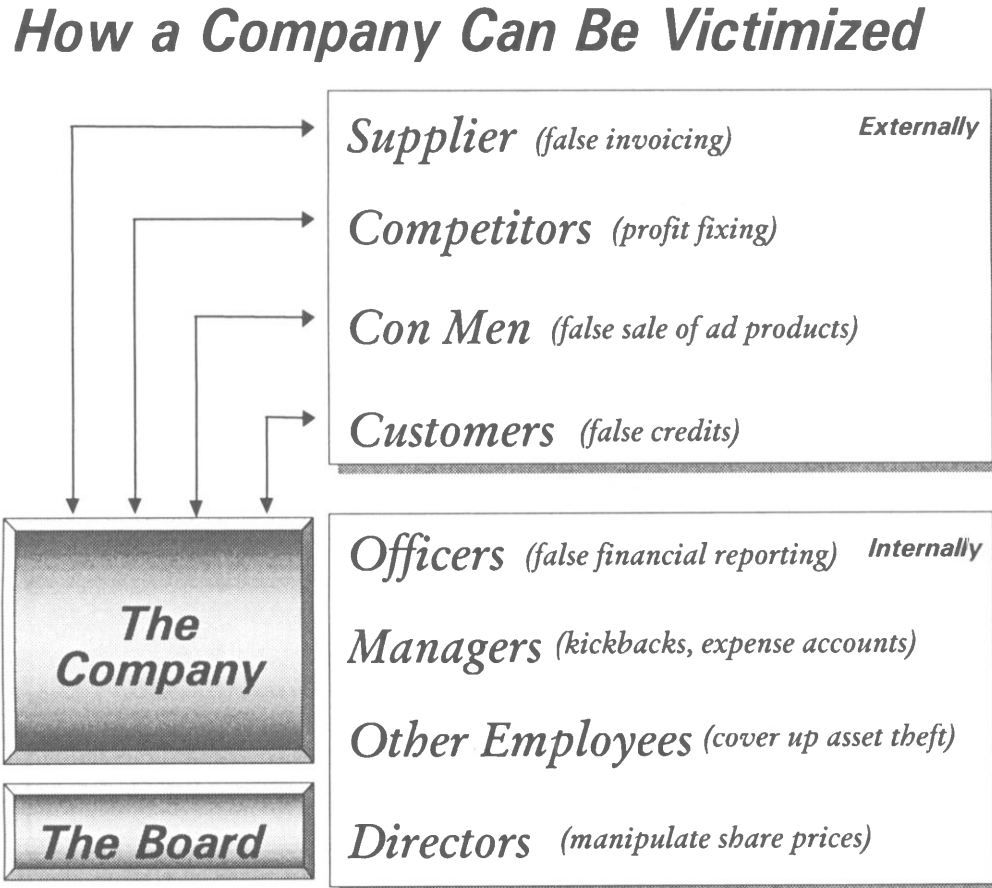 How a Company Can Be Victimized
Externally
Supplier (false invoicing)
Competitors (profit fixing)
Con Men (false sale of ad products)
Customers (false credits)
Internally
Officers (false financial reporting)
Managers (kickbacks, expense accounts)
Other Employees (cover up asset theft)
Directors (manipulate share prices)
The
Company
The Board